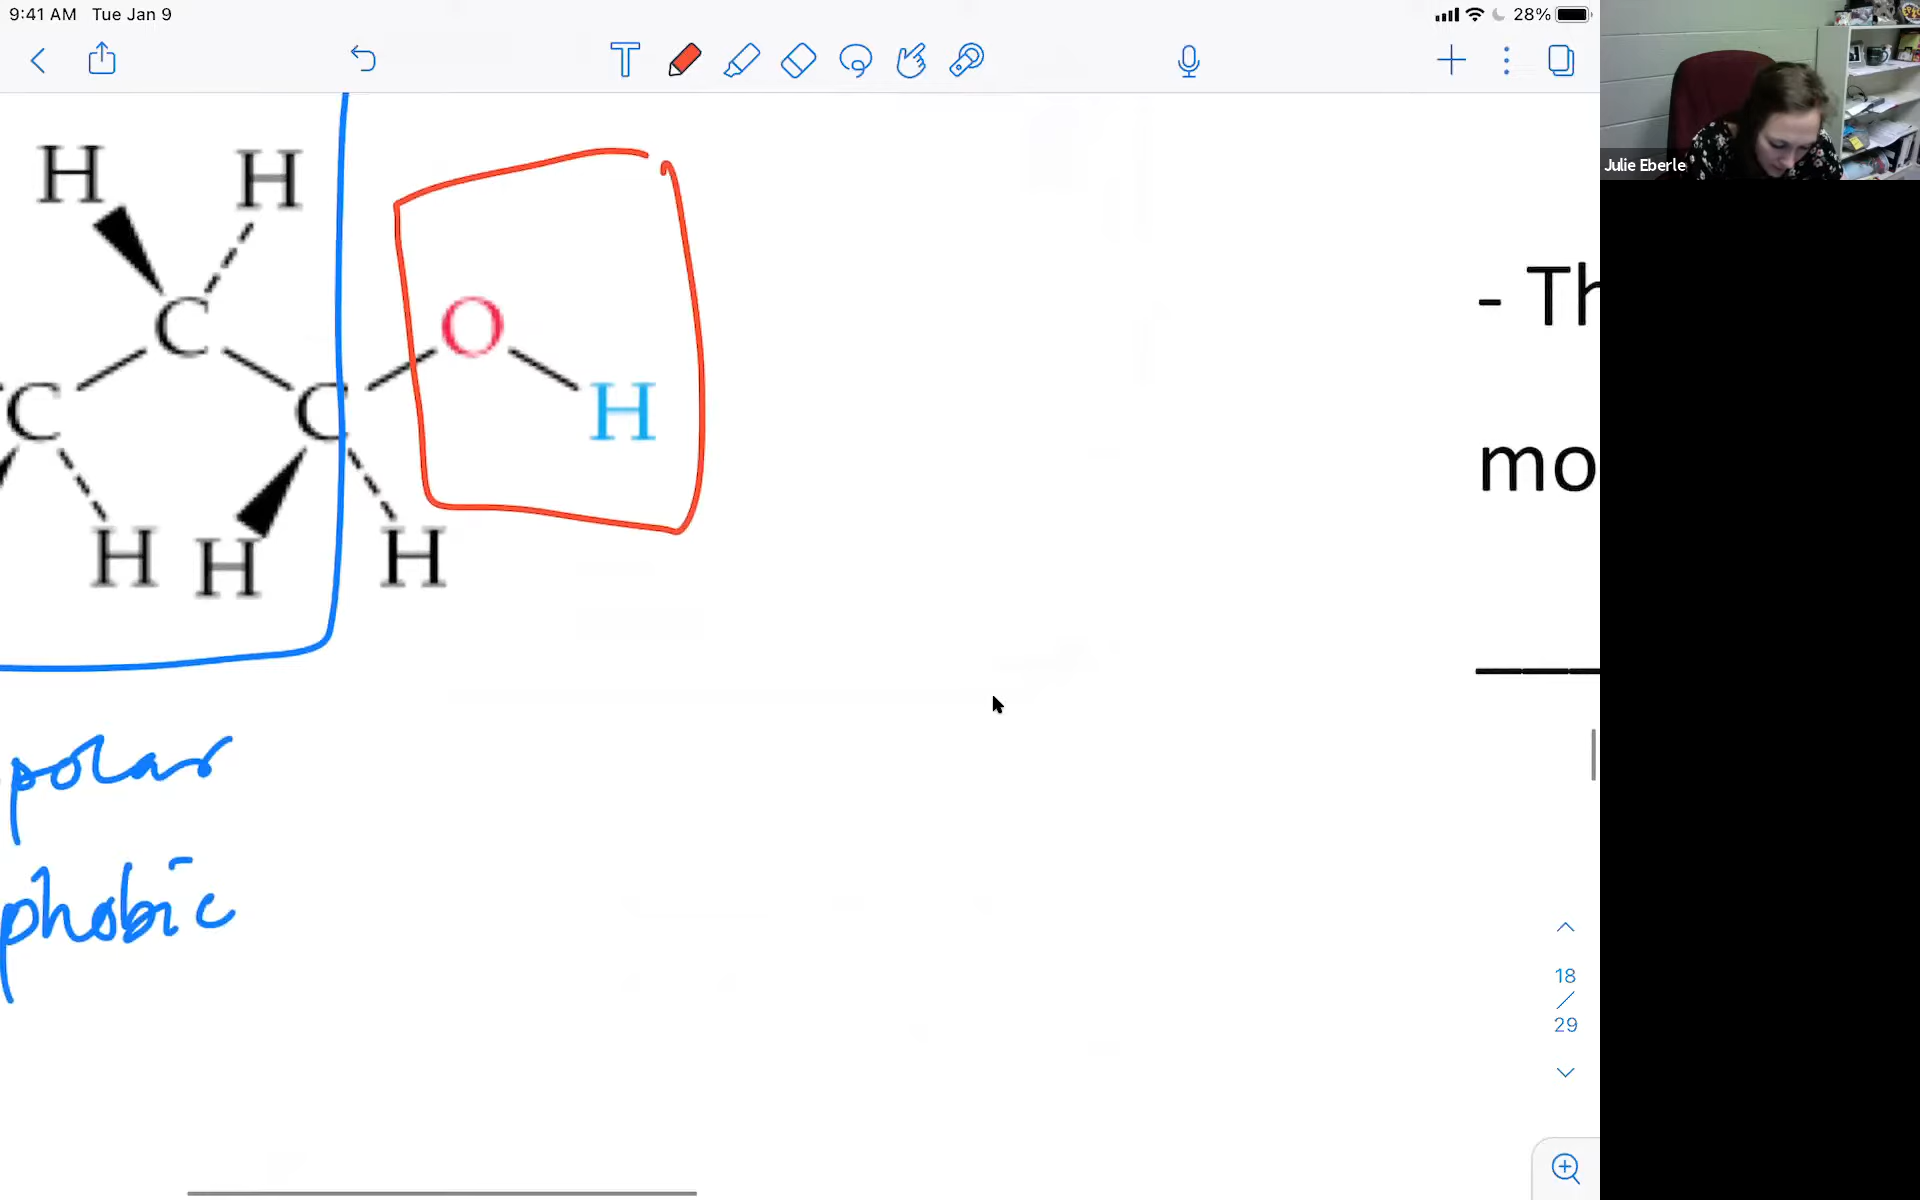 9:41 AM Tue Jan 9
28%
T
Julie Eberle
H H
C O
C C H
H H H
- Th
mo
polar
phobic
18
/
29